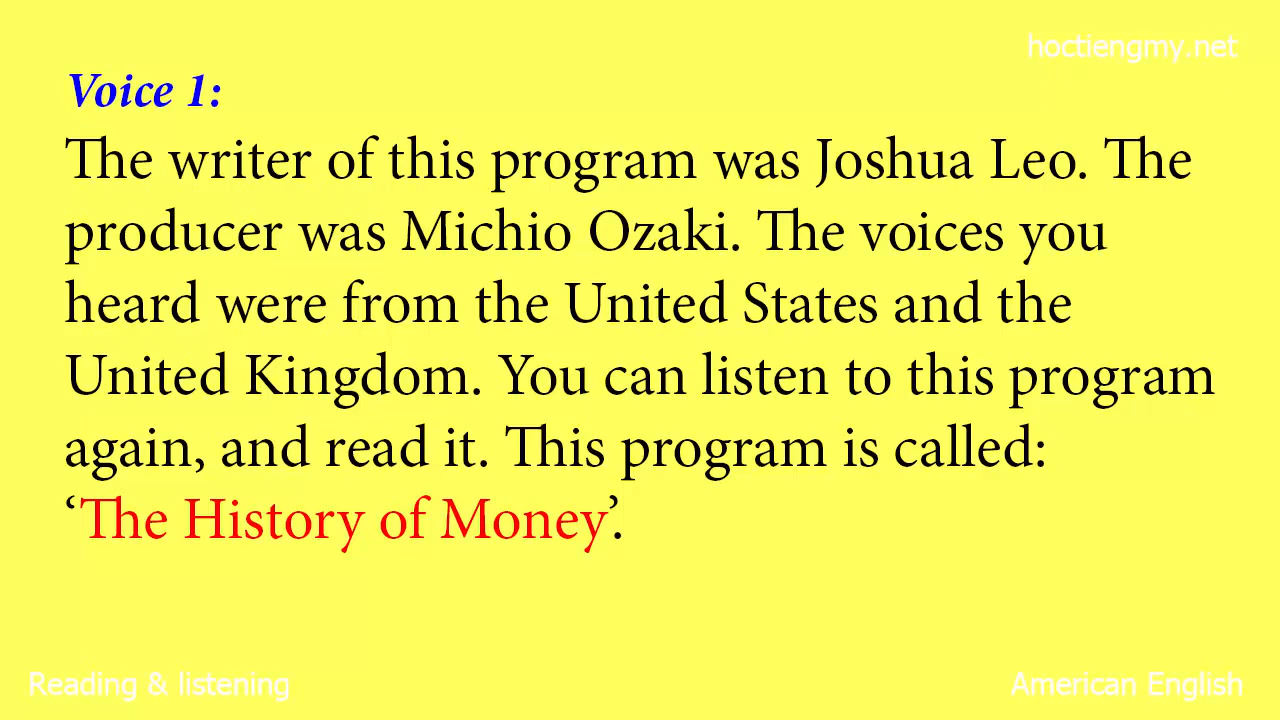 hoctiengmy.net
Voice 1:
The writer of this program was Joshua Leo. The
producer was Michio Ozaki. The voices you
heard were from the United States and the
United Kingdom. You can listen to this program
again, and read it. This program is called:
‘The History of Money’.
Reading & listening
American English